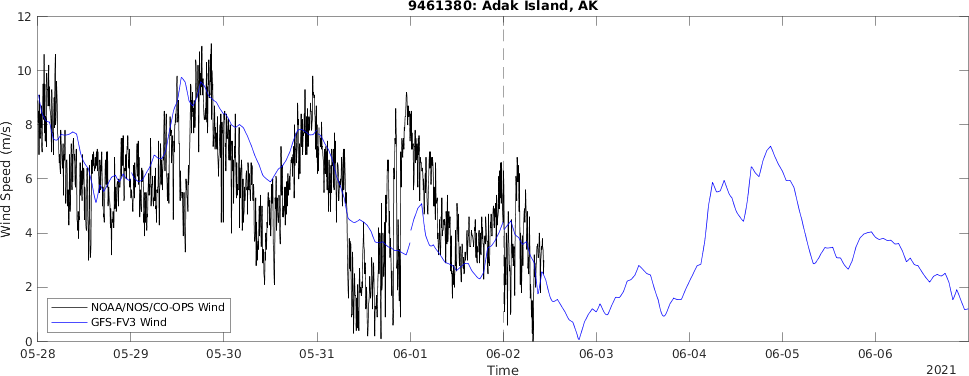 9461380: Adak Island, AK
Wind Speed (m/s)
12
10
8
6
4
2
0
NOAA/NOS/CO-OPS Wind
GFS-FV3 Wind
05-28 05-29 05-30 05-31 06-01 06-02 06-03 06-04 06-05 06-06
Time
2021